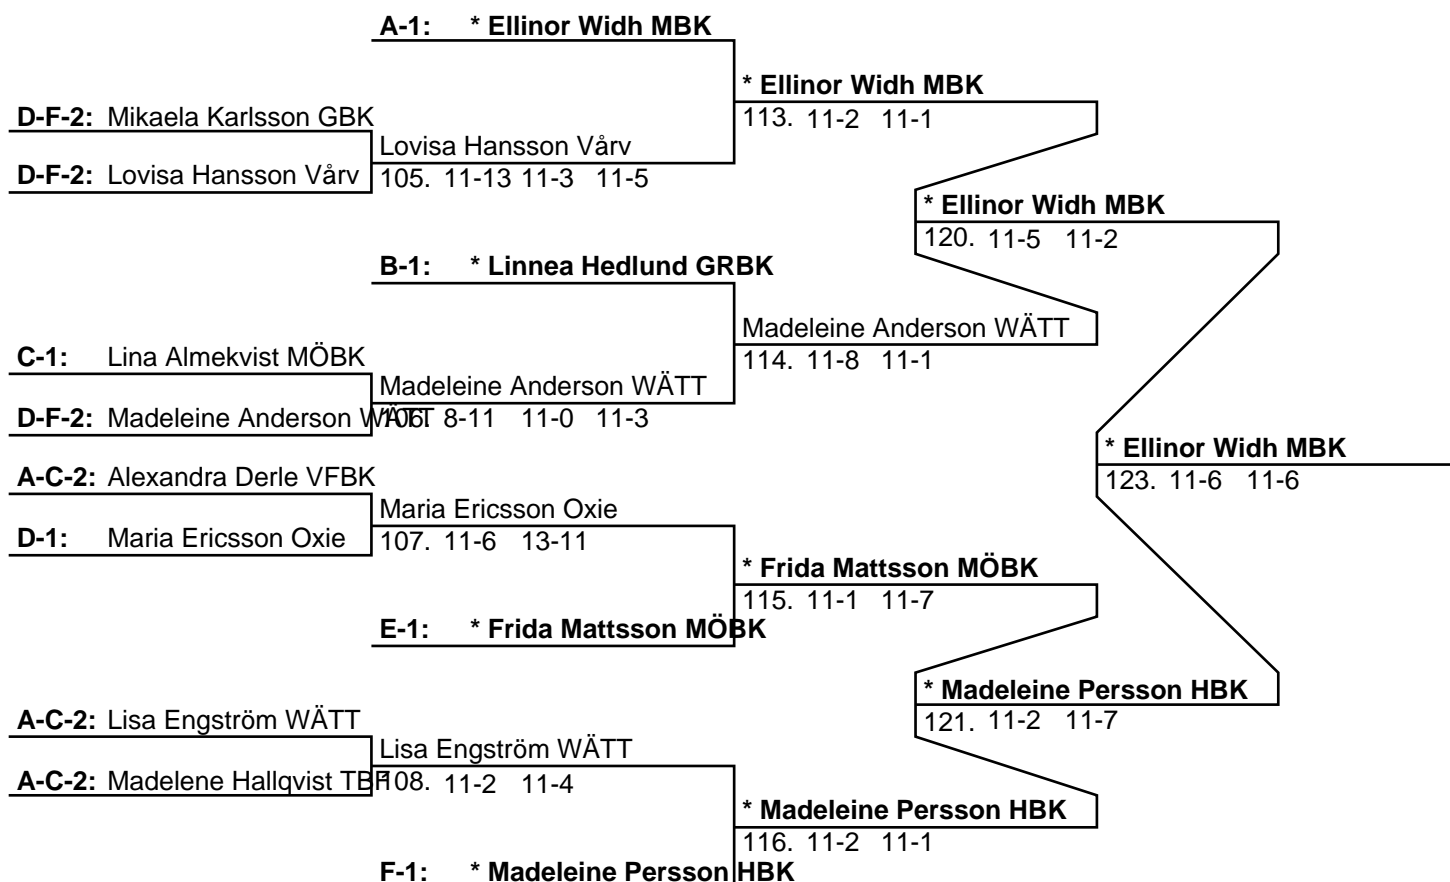 A-1: * Ellinor Widh MBK
* Ellinor Widh MBK
D-F-2: Mikaela Karlsson GBK
113. 11-2 11-1
Lovisa Hansson Vårv
D-F-2: Lovisa Hansson Vårv
105. 11-13 11-3 11-5
* Ellinor Widh MBK
120. 11-5 11-2
B-1: * Linnea Hedlund GRBK
Madeleine Anderson WÄTT
C-1: Lina Almekvist MÖBK
114. 11-8 11-1
Madeleine Anderson WÄTT
D-F-2: Madeleine Anderson WÄTT
106. 8-11 11-0 11-3
* Ellinor Widh MBK
A-C-2: Alexandra Derle VFBK
123. 11-6 11-6
Maria Ericsson Oxie
D-1: Maria Ericsson Oxie
107. 11-6 13-11
* Frida Mattsson MÖBK
115. 11-1 11-7
E-1: * Frida Mattsson MÖBK
* Madeleine Persson HBK
A-C-2: Lisa Engström WÄTT
121. 11-2 11-7
Lisa Engström WÄTT
A-C-2: Madelene Hallqvist TBF
108. 11-2 11-4
* Madeleine Persson HBK
116. 11-2 11-1
F-1: * Madeleine Persson HBK